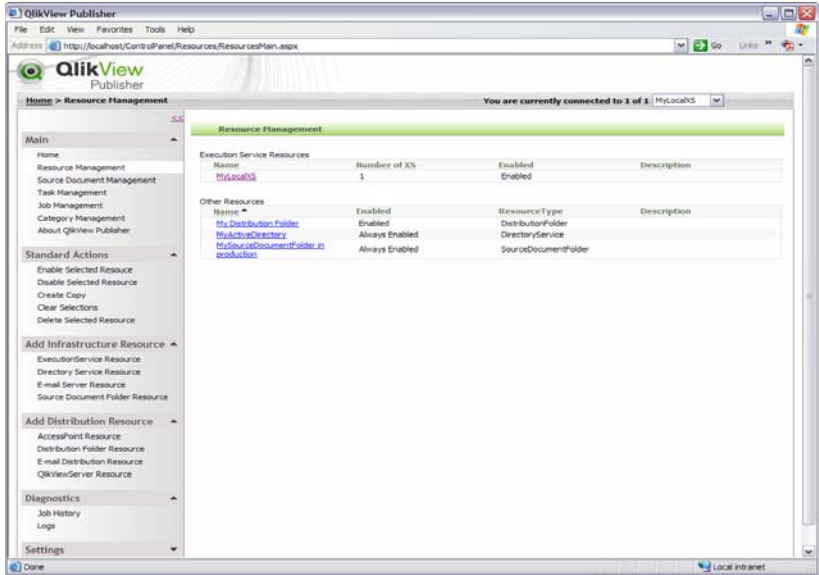 QlikView Publisher
File Edit View Favorites Tools Help
Address http://localhost/ControlPanel/Resources/ResourcesMain.aspx Go Links »
QlikView
Publisher
Home > Resource Management You are currently connected to 1 of 1 MyLocalXS
<<
Main
Home
Resource Management
Source Document Management
Task Management
Job Management
Category Management
About QlikView Publisher
Standard Actions
Enable Selected Resouce
Disable Selected Resource
Create Copy
Clear Selections
Delete Selected Resource
Add Infrastructure Resource
ExecutionService Resource
Directory Service Resource
E-mail Server Resource
Source Document Folder Resource
Add Distribution Resource
AccessPoint Resource
Distribution Folder Resource
E-mail Distribution Resource
QlikViewServer Resource
Diagnostics
Job History
Logs
Settings
Resource Management
Execution Service Resources
Name Number of XS Enabled Description
MyLocalXS 1 Enabled
Other Resources
Name Enabled ResourceType Description
My Distribution Folder Enabled DistributionFolder
MyActiveDirectory Always Enabled DirectoryService
MySourceDocumentFolder in
production Always Enabled SourceDocumentFolder
Done Local intranet